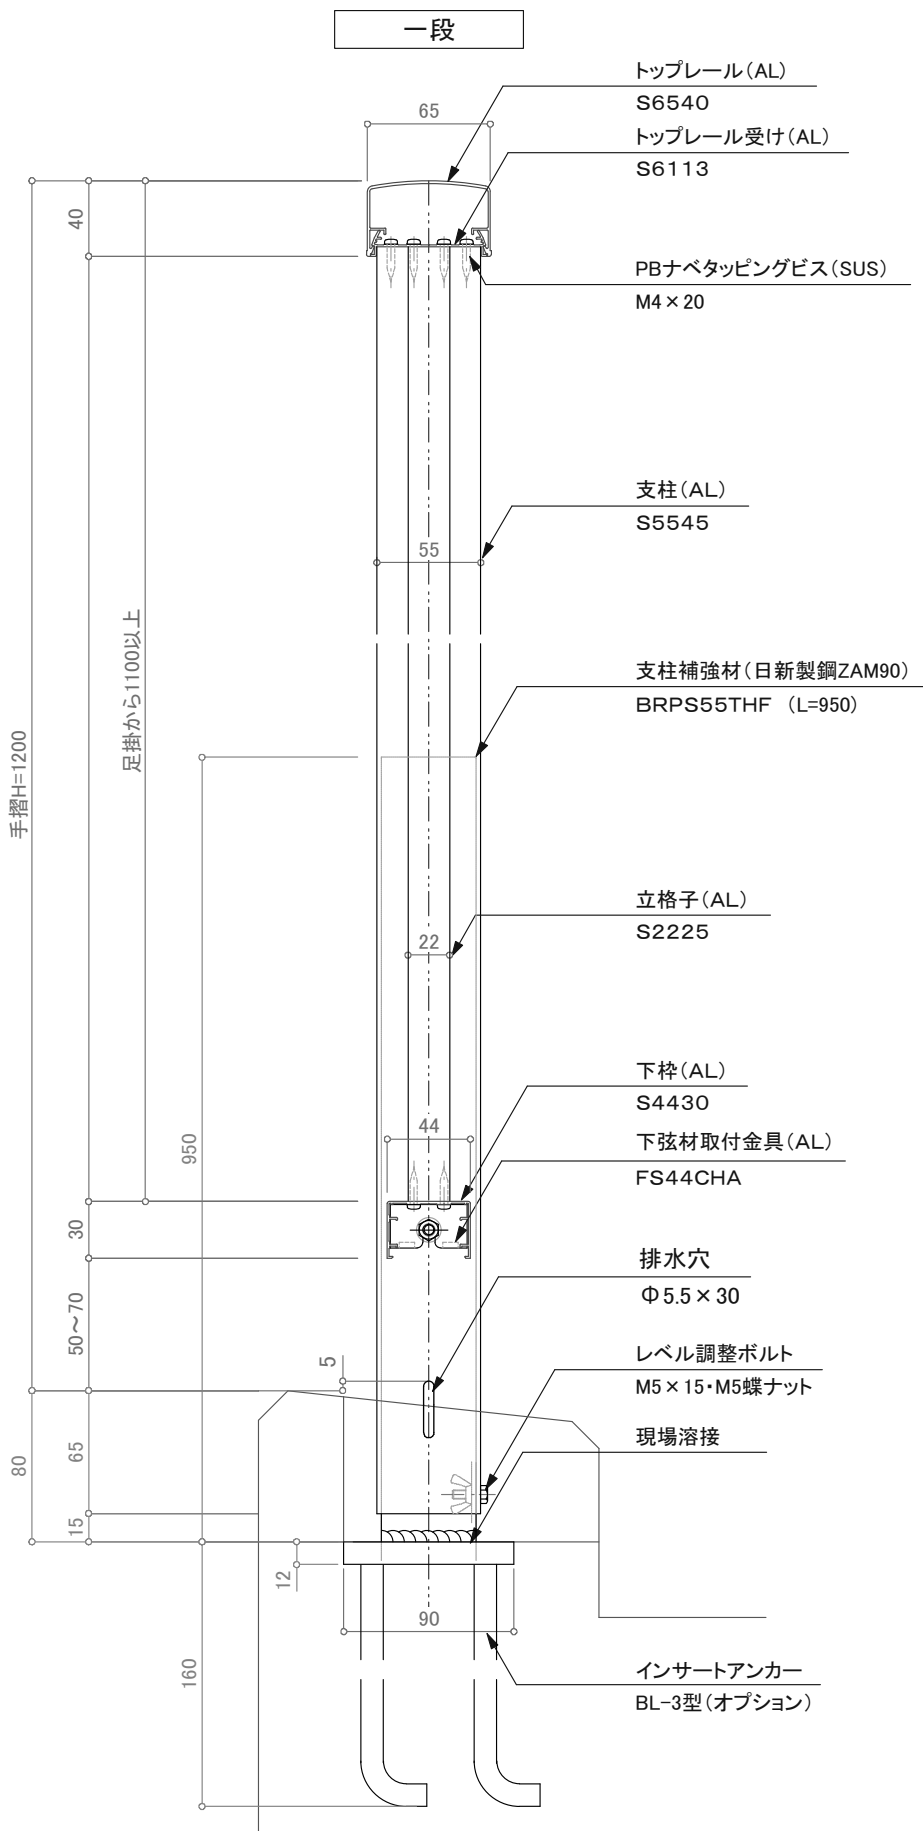 一段
トップレール(AL)
S6540
65
トップレール受け(AL)
S6113
40
PBナベタッピングビス(SUS)
M4×20
支柱(AL)
S5545
55
足掛から1100以上
支柱補強材(日新製鋼ZAM90)
BRPS55THF (L=950)
手摺H=1200
立格子(AL)
S2225
22
下枠(AL)
S4430
44
下弦材取付金具(AL)
FS44CHA
950
30
排水穴
Φ5.5×30
50〜70
5
レベル調整ボルト
M5×15・M5蝶ナット
現場溶接
80
65
15
12
90
160
インサートアンカー
BL-3型(オプション)